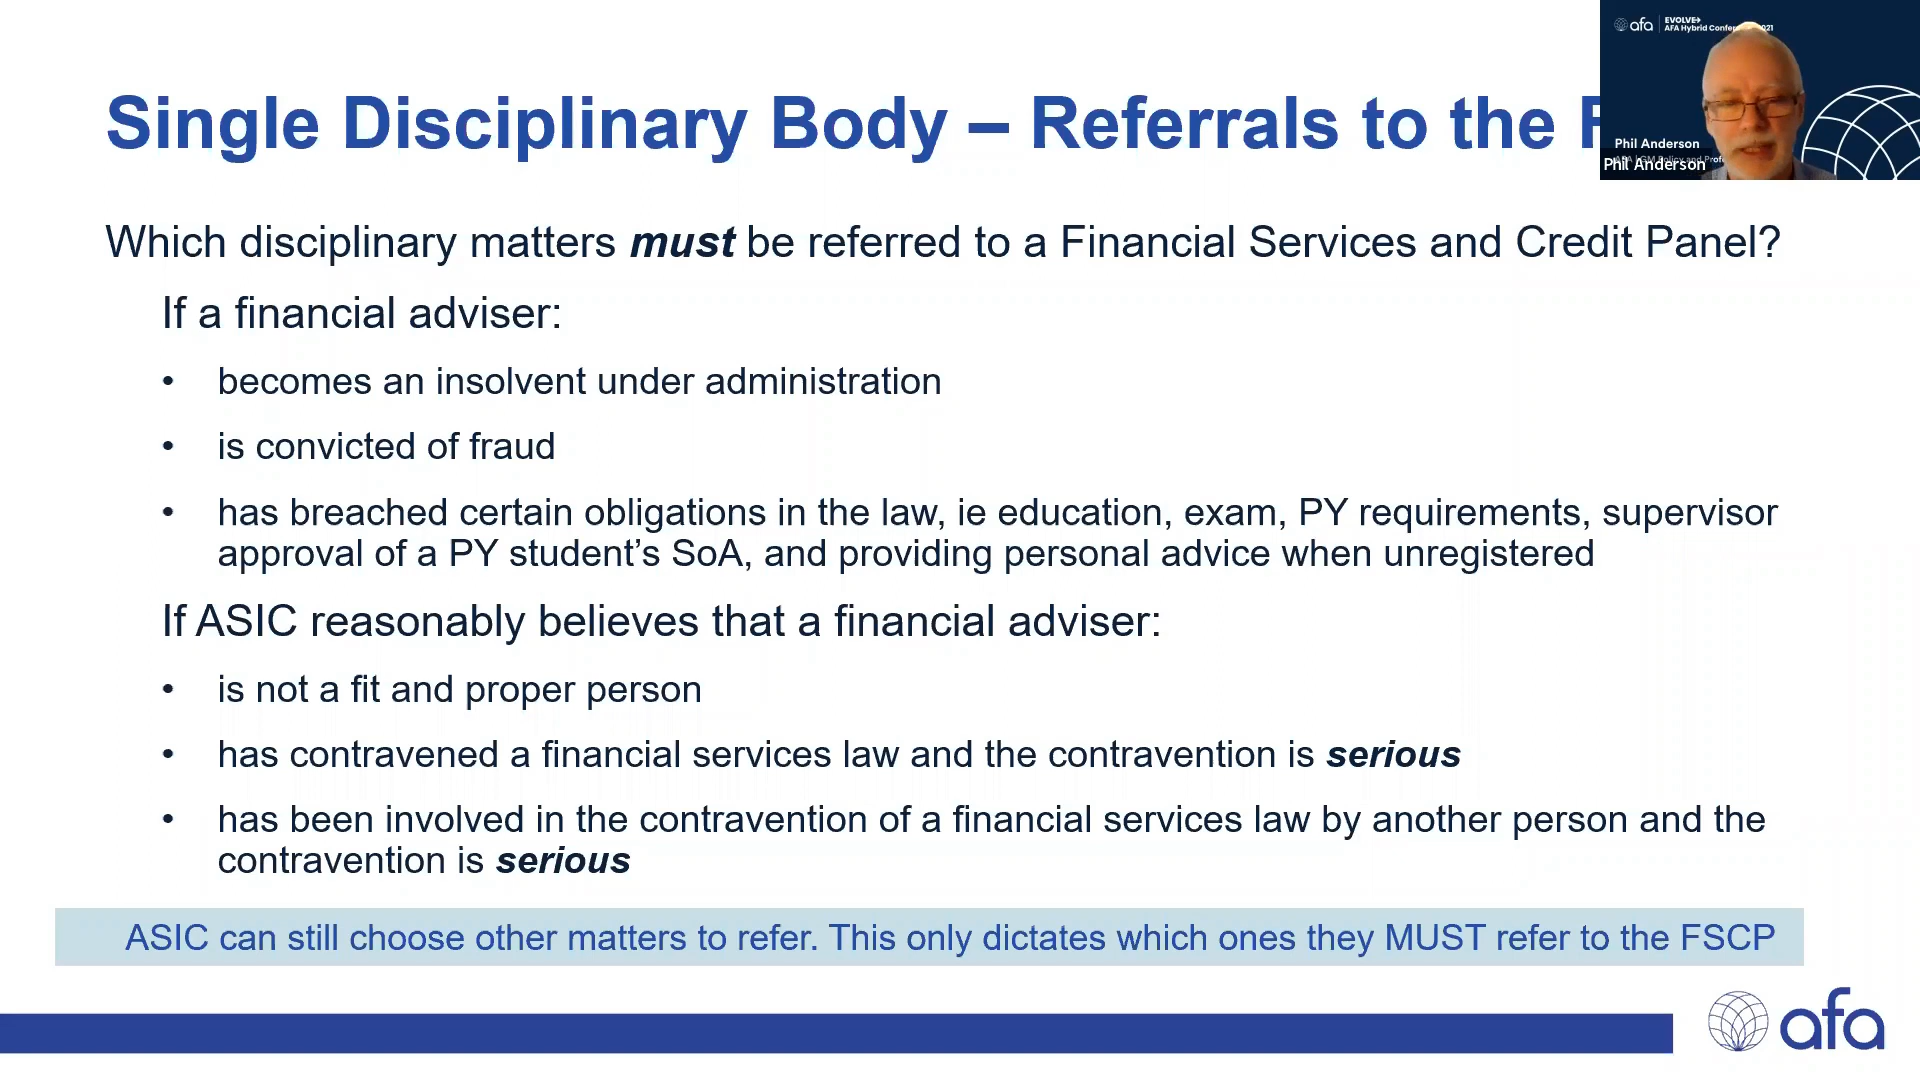 afa | EVOLVE
AFA Hybrid 2021
Single Disciplinary Body – Referrals to the F
Phil Anderson
GM Policy and
Phil Anderson
Which disciplinary matters must be referred to a Financial Services and Credit Panel?
If a financial adviser:
• becomes an insolvent under administration
• is convicted of fraud
• has breached certain obligations in the law, ie education, exam, PY requirements, supervisor
approval of a PY student’s SoA, and providing personal advice when unregistered
If ASIC reasonably believes that a financial adviser:
• is not a fit and proper person
• has contravened a financial services law and the contravention is serious
• has been involved in the contravention of a financial services law by another person and the
contravention is serious
ASIC can still choose other matters to refer. This only dictates which ones they MUST refer to the FSCP
afa